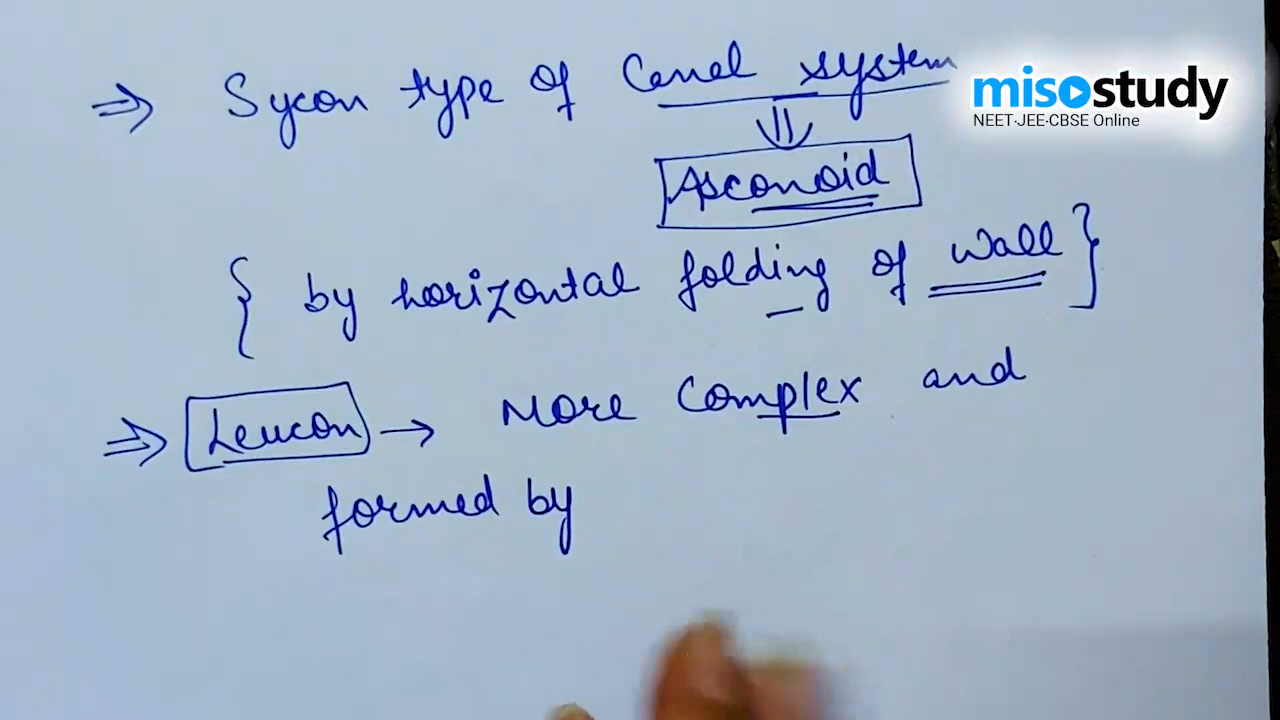 ⇒ Sycon type of Canal system
misostudy
NEET-JEE-CBSE Online
⇓
Asconoid
{ by horizontal folding of wall }
⇒ Leucon → More Complex and
formed by